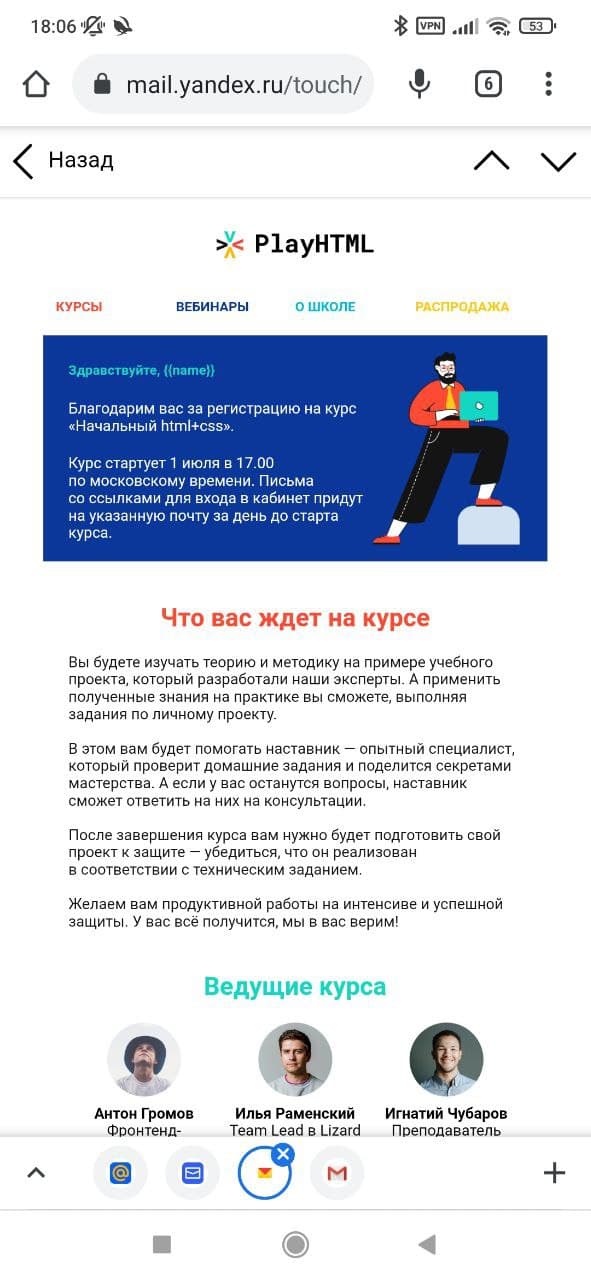 18:06
VPN
53
mail.yandex.ru/touch/
6
Назад
PlayHTML
КУРСЫ ВЕБИНАРЫ О ШКОЛЕ РАСПРОДАЖА
Здравствуйте, {{name}}
Благодарим вас за регистрацию на курс
«Начальный html+css».
Курс стартует 1 июля в 17.00
по московскому времени. Письма
со ссылками для входа в кабинет придут
на указанную почту за день до старта
курса.
Что вас ждет на курсе
Вы будете изучать теорию и методику на примере учебного
проекта, который разработали наши эксперты. А применить
полученные знания на практике вы сможете, выполняя
задания по личному проекту.
В этом вам будет помогать наставник — опытный специалист,
который проверит домашние задания и поделится секретами
мастерства. А если у вас останутся вопросы, наставник
сможет ответить на них на консультации.
После завершения курса вам нужно будет подготовить свой
проект к защите — убедиться, что он реализован
в соответствии с техническим заданием.
Желаем вам продуктивной работы на интенсиве и успешной
защиты. У вас всё получится, мы в вас верим!
Ведущие курса
Антон Громов Илья Раменский Игнатий Чубаров
Фронтенд- Team Lead в Lizard Преподаватель